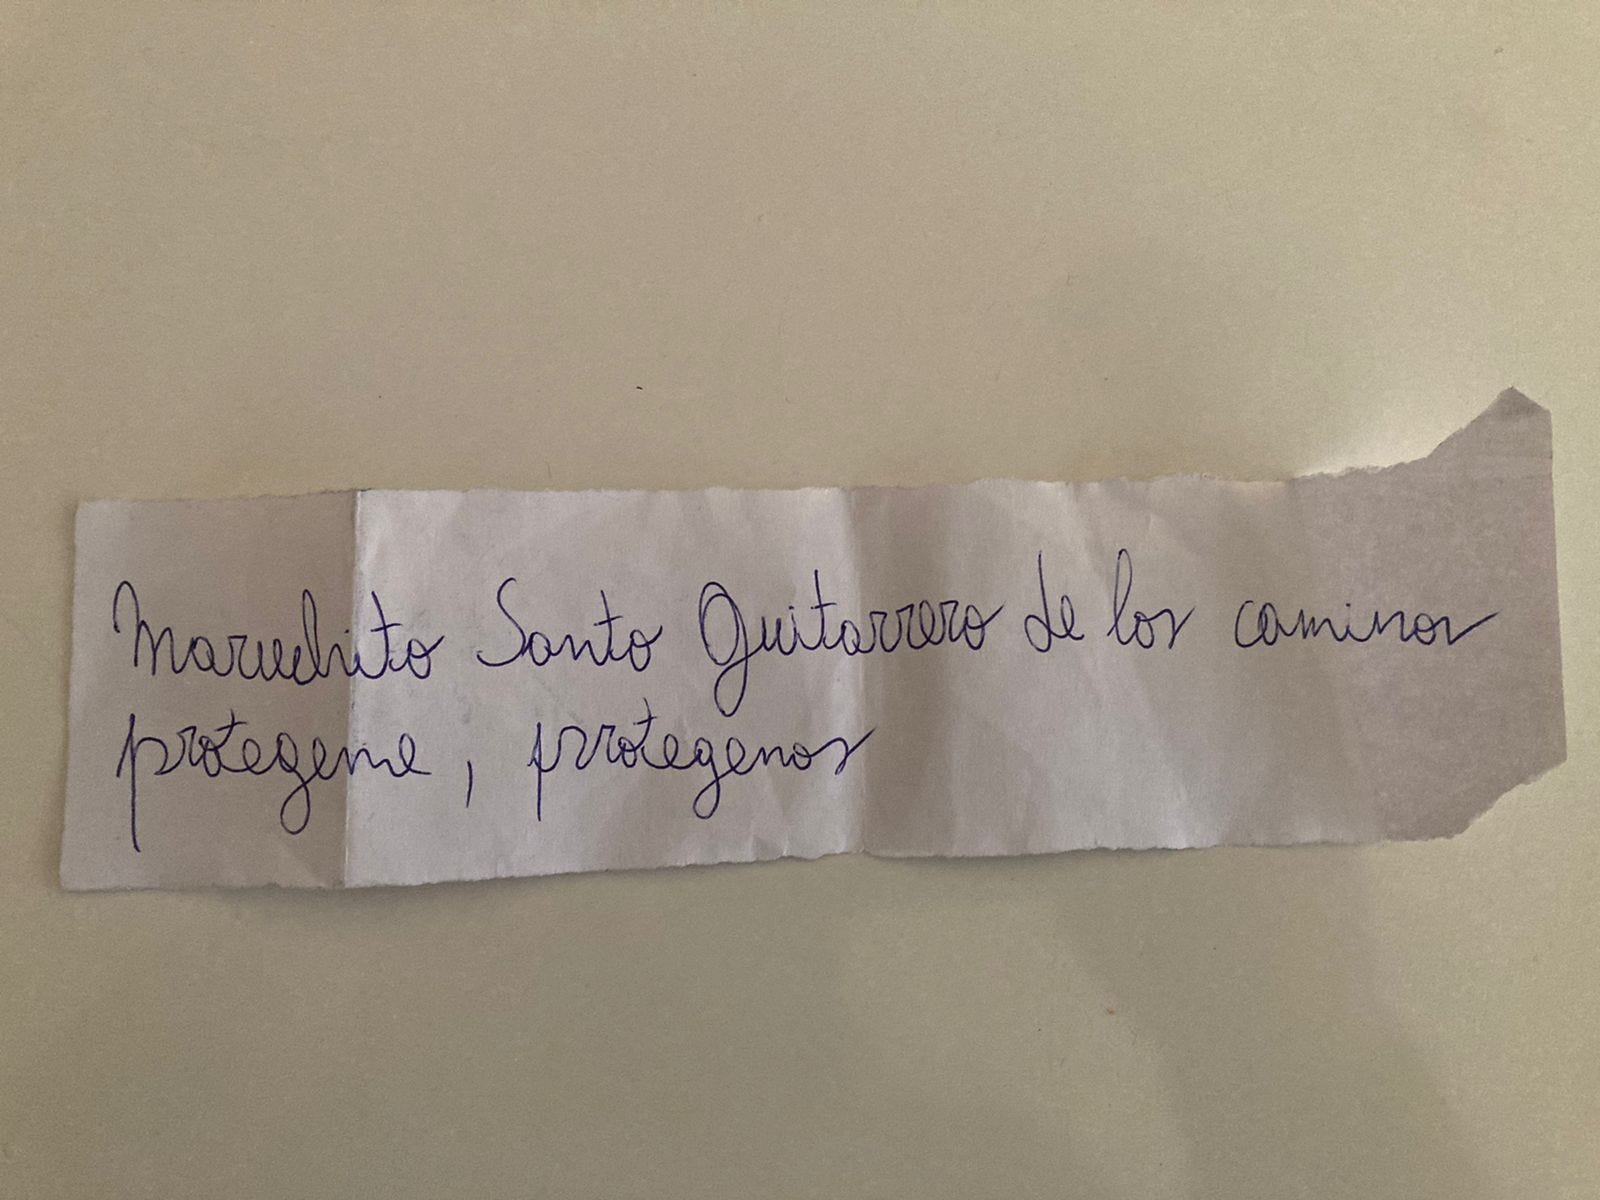 Maruchito Santo Guitarrero de los caminos
protegeme, protegenos